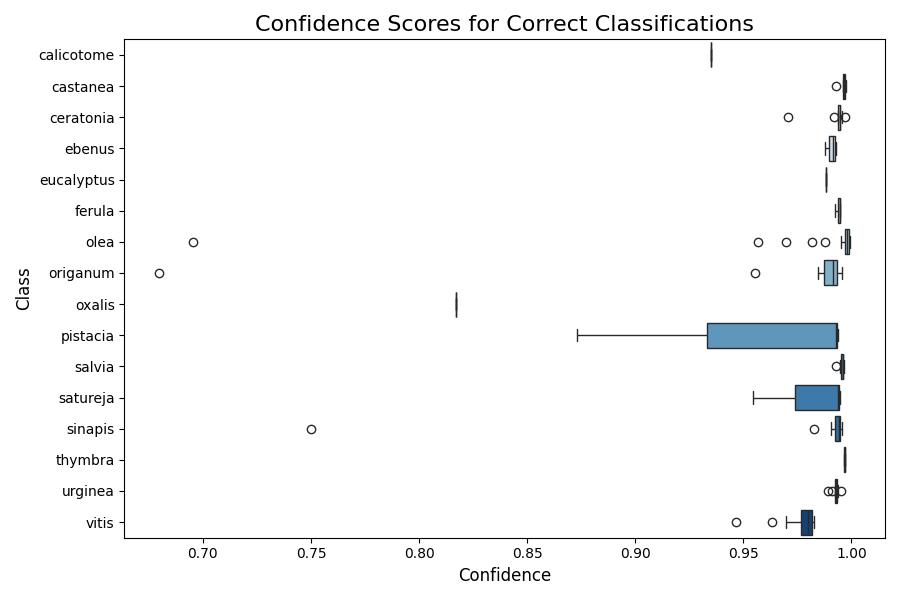 Confidence Scores for Correct Classifications
calicotome
castanea
ceratonia
ebenus
eucalyptus
ferula
olea
origanum
oxalis
pistacia
salvia
satureja
sinapis
thymbra
urginea
vitis
Class
0.70 0.75 0.80 0.85 0.90 0.95 1.00
Confidence